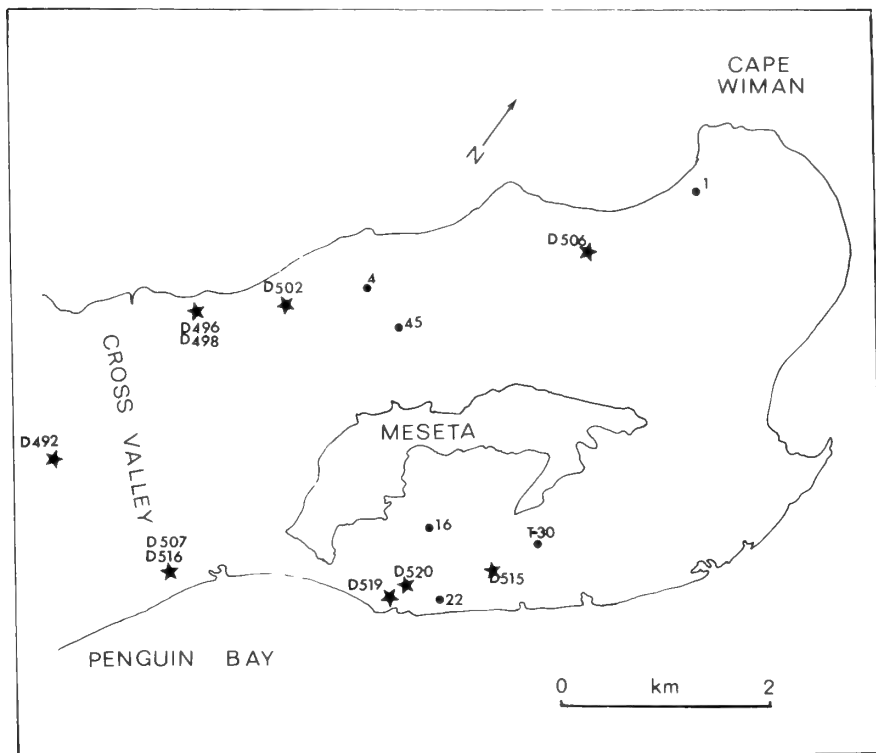 CAPE
WIMAN
N
1
D506
4
D502
45
D496
D498
CROSS VALLEY
MESETA
D492
16
T-30
D507
D516
D520
D515
D519
22
PENGUIN BAY
0 km 2